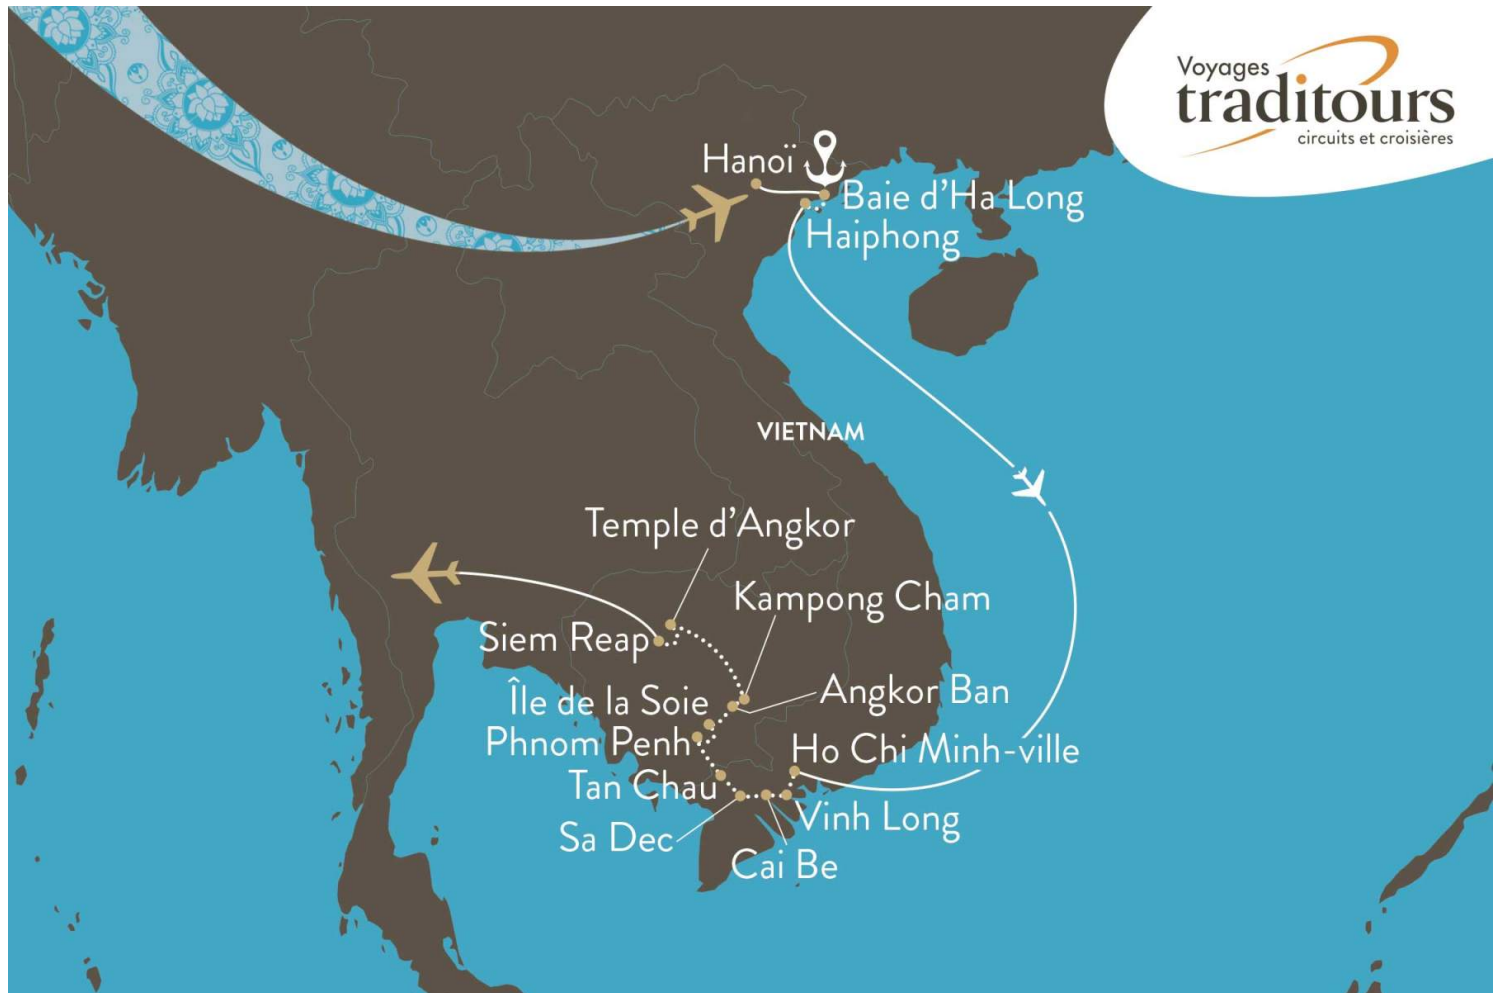 Voyages
traditours
circuits et croisières
Hanoï
Baie d'Ha Long
Haiphong
VIETNAM
Temple d'Angkor
Kampong Cham
Siem Reap
Île de la Soie
Angkor Ban
Phnom Penh
Ho Chi Minh-ville
Tan Chau
Vinh Long
Sa Dec
Cai Be